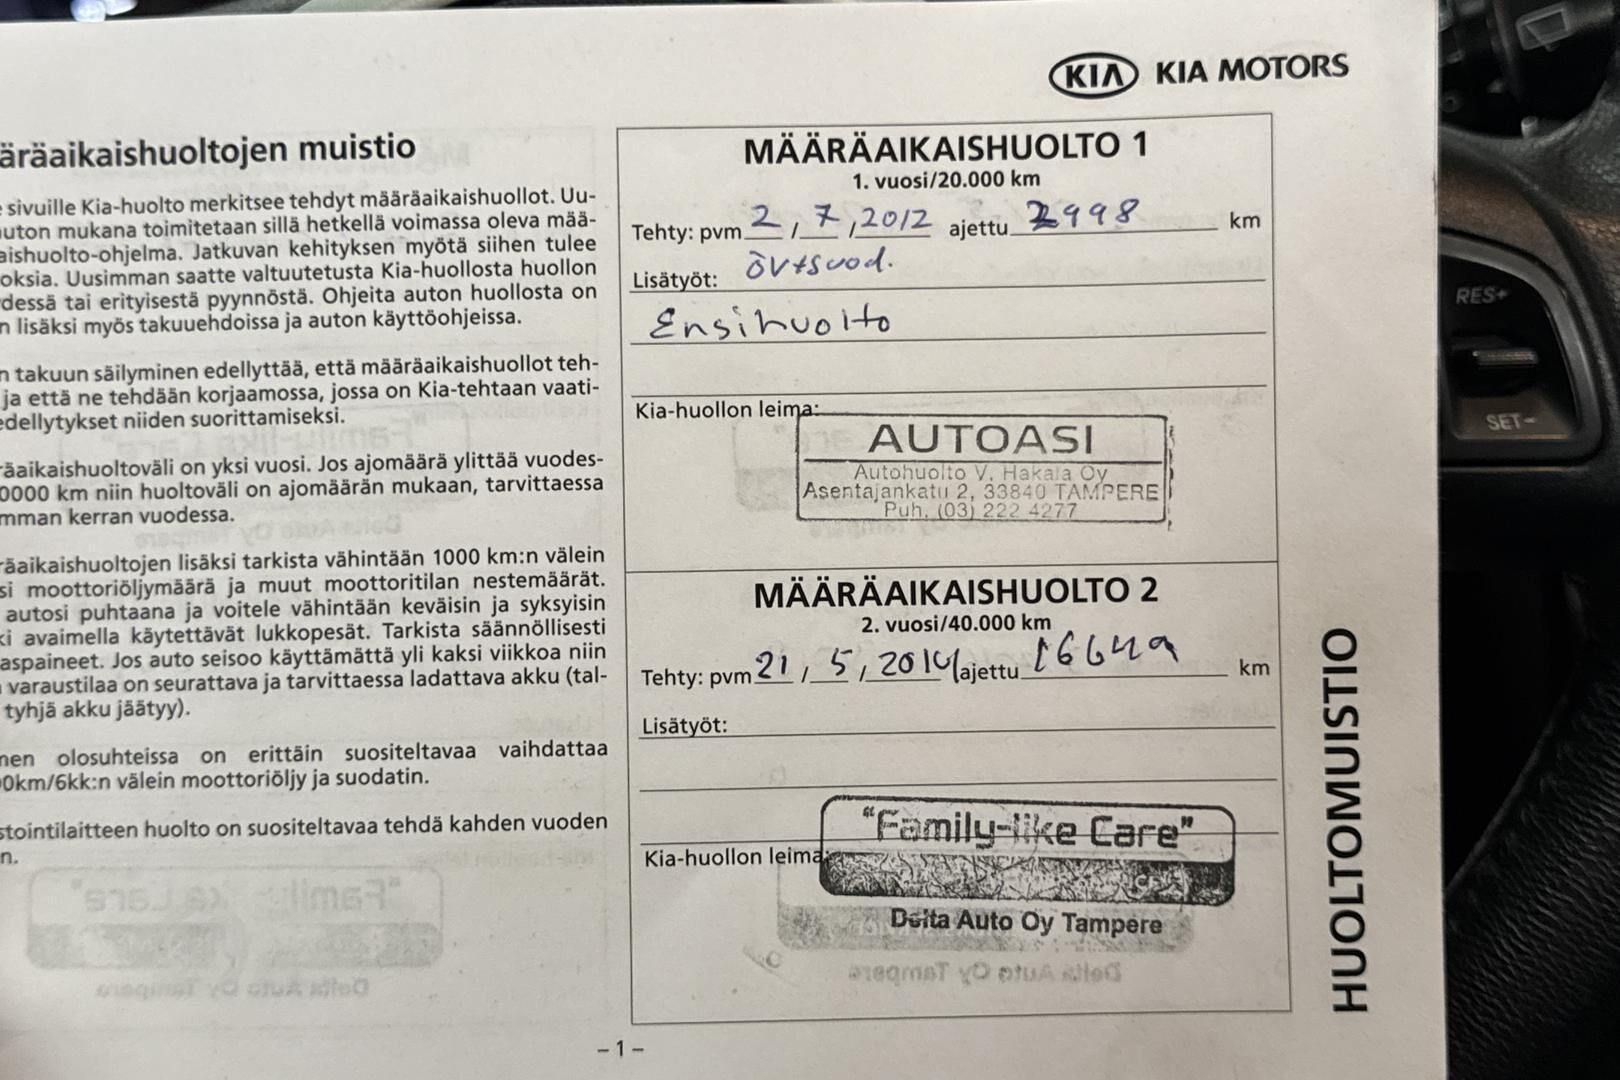 KIA KIA MOTORS
äräaikaishuoltojen muistio
sivuille Kia-huolto merkitsee tehdyt määräaikaishuollot. Uu-
uton mukana toimitetaan sillä hetkellä voimassa oleva mää-
aishuolto-ohjelma. Jatkuvan kehityksen myötä siihen tulee
oksia. Uusimman saatte valtuutetusta Kia-huollosta huollon
dessä tai erityisestä pyynnöstä. Ohjeita auton huollosta on
n lisäksi myös takuuehdoissa ja auton käyttöohjeissa.
n takuun säilyminen edellyttää, että määräaikaishuollot teh-
ja että ne tehdään korjaamossa, jossa on Kia-tehtaan vaati-
edellytykset niiden suorittamiseksi.
räaikaishuoltoväli on yksi vuosi. Jos ajomäärä ylittää vuodes-
0000 km niin huoltoväli on ajomäärän mukaan, tarvittaessa
mman kerran vuodessa.
räaikaishuoltojen lisäksi tarkista vähintään 1000 km:n välein
si moottoriöljymäärä ja muut moottoritilan nestemäärät.
autosi puhtaana ja voitele vähintään keväisin ja syksyisin
ki avaimella käytettävät lukkopesät. Tarkista säännöllisesti
aspaineet. Jos auto seisoo käyttämättä yli kaksi viikkoa niin
varaustilaa on seurattava ja tarvittaessa ladattava akku (tal-
tyhjä akku jäätyy).
nen olosuhteissa on erittäin suositeltavaa vaihdattaa
0km/6kk:n välein moottoriöljy ja suodatin.
stointilaitteen huolto on suositeltavaa tehdä kahden vuoden
n.
MÄÄRÄAIKAISHUOLTO 1
1. vuosi/20.000 km
Tehty: pvm 2 / 7 / 2012 ajettu 2998 km
Lisätyöt: öv+suod.
Ensihuolto
Kia-huollon leima:
AUTOASI
Autohuolto V. Hakala Oy
Asentajankatu 2, 33840 TAMPERE
Puh. (03) 222 4277
MÄÄRÄAIKAISHUOLTO 2
2. vuosi/40.000 km
Tehty: pvm 21 / 5 / 2014 ajettu 16649 km
Lisätyöt:
Kia-huollon leima:
"Family-like Care"
Delta Auto Oy Tampere
HUOLTOMUISTIO
– 1 –
RES+
SET-